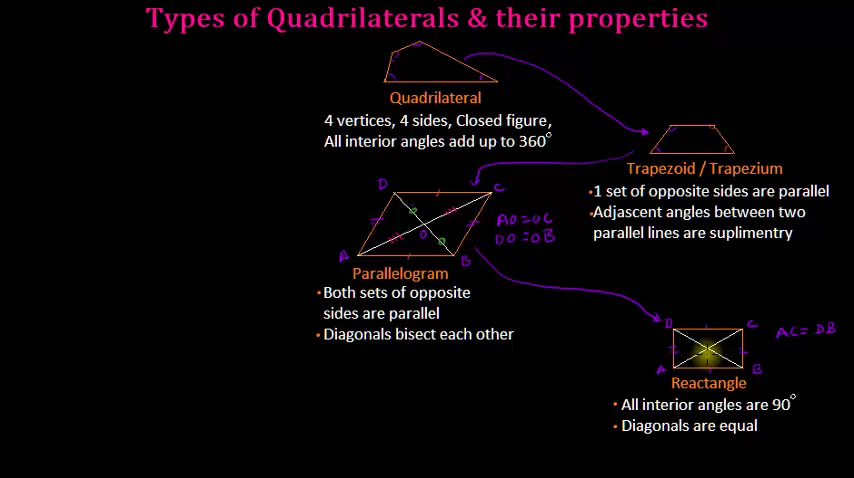 Types of Quadrilaterals & their properties
Quadrilateral
4 vertices, 4 sides, Closed figure,
All interior angles add up to 360°
Trapezoid / Trapezium
• 1 set of opposite sides are parallel
• Adjascent angles between two
parallel lines are suplimentry
D
C
AO=OC
DO=OB
O
A
B
Parallelogram
• Both sets of opposite
sides are parallel
• Diagonals bisect each other
D
C
AC=DB
A
B
Reactangle
• All interior angles are 90°
• Diagonals are equal